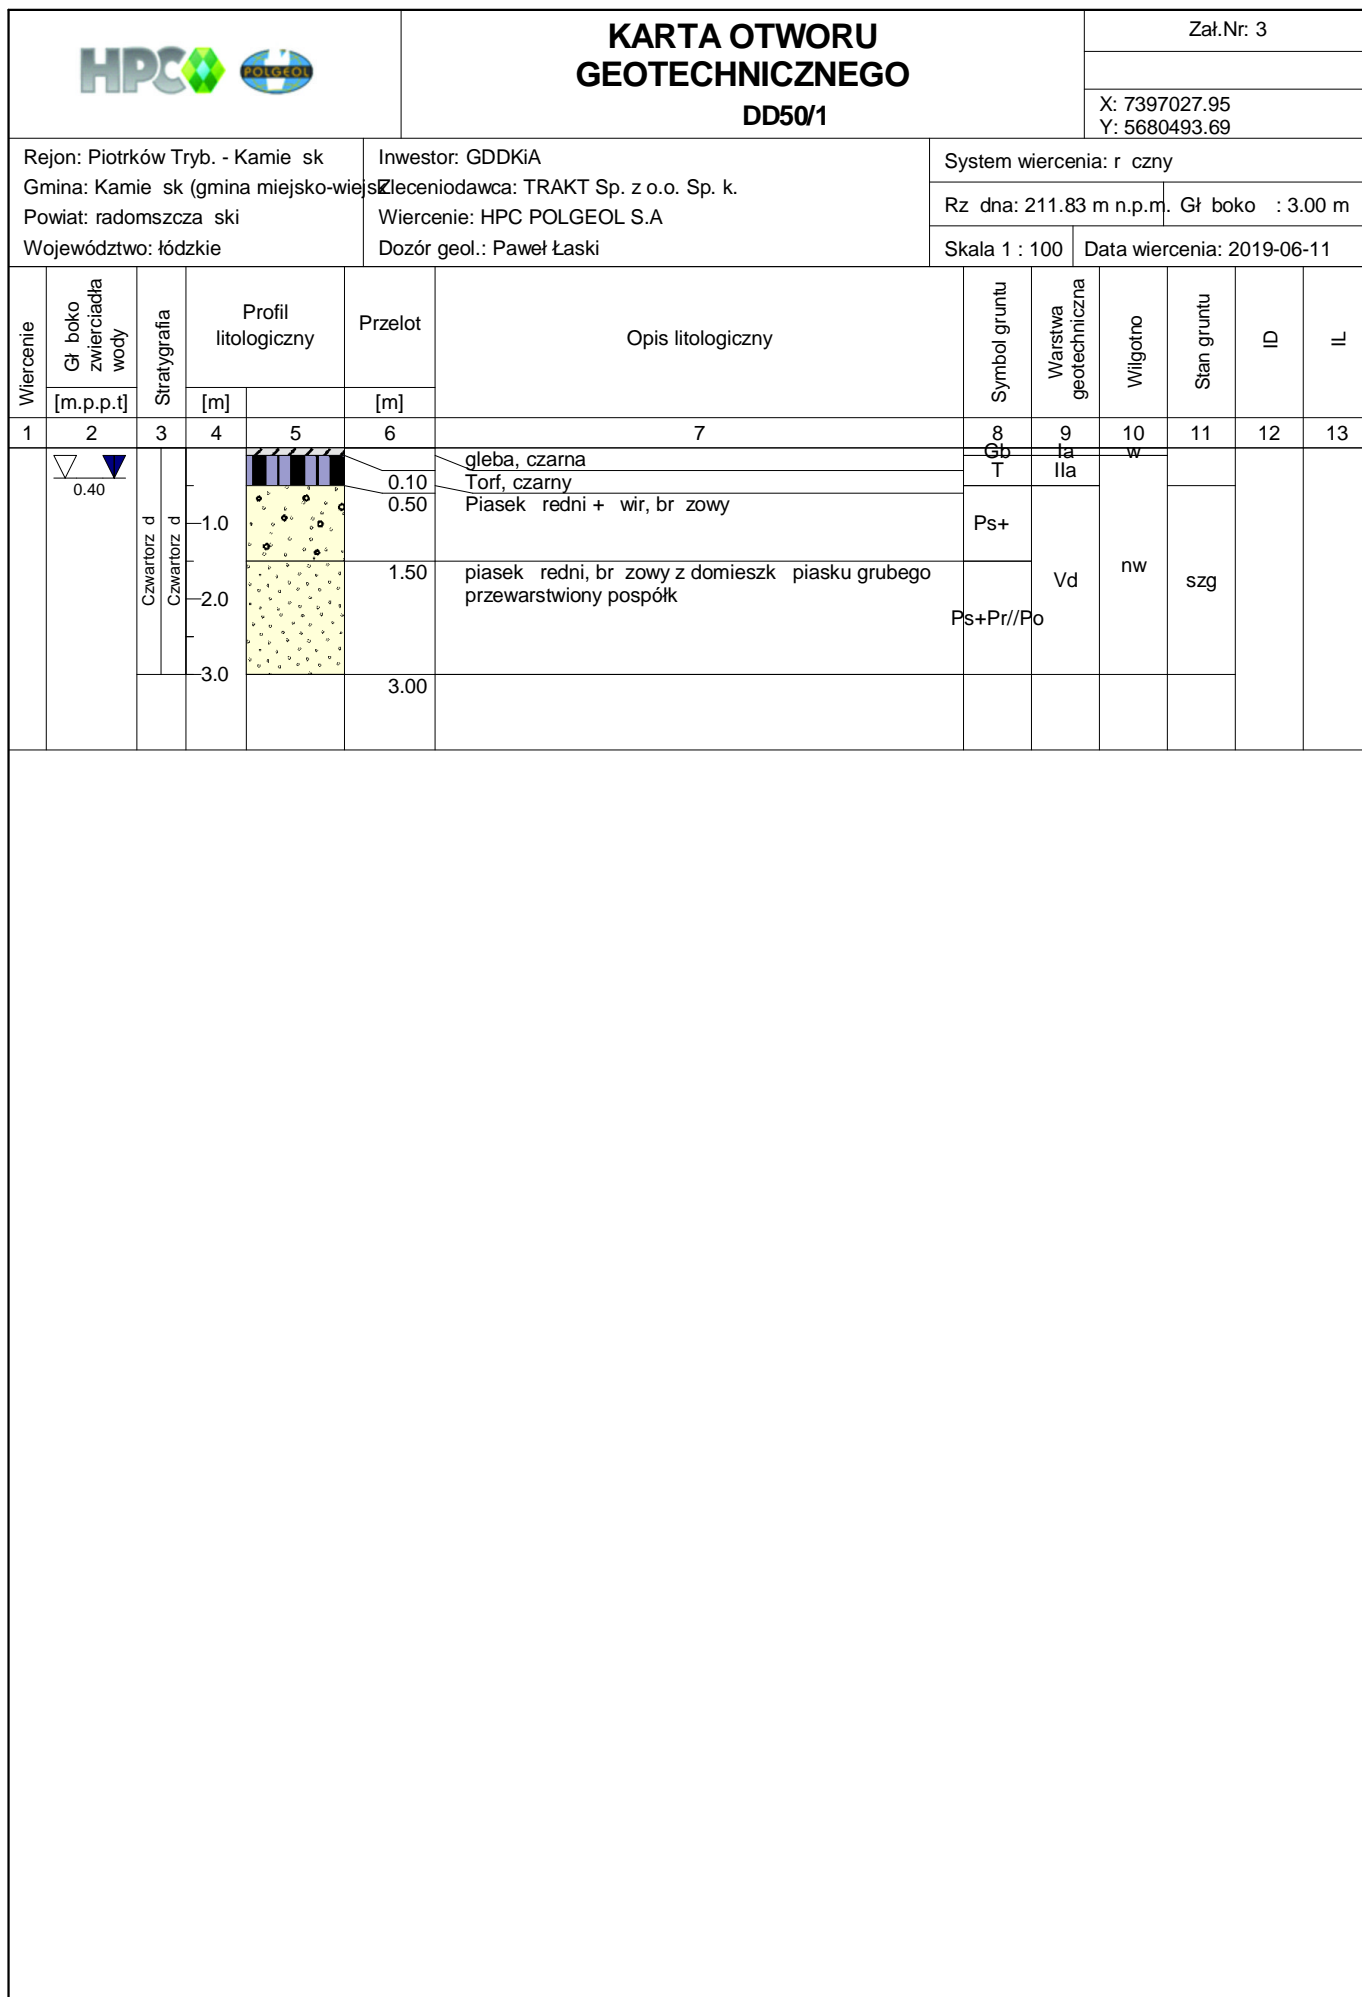 HPC POLGEOL
KARTA OTWORU
GEOTECHNICZNEGO
DD50/1
Zał.Nr: 3
X: 7397027.95
Y: 5680493.69
Rejon: Piotrków Tryb. - Kamie sk
Gmina: Kamie sk (gmina miejsko-wiejsk
Powiat: radomszcza ski
Województwo: łódzkie
Inwestor: GDDKiA
Zleceniodawca: TRAKT Sp. z o.o. Sp. k.
Wiercenie: HPC POLGEOL S.A
Dozór geol.: Paweł Łaski
System wiercenia: r czny
Rz dna: 211.83 m n.p.m. Gł boko : 3.00 m
Skala 1 : 100 Data wiercenia: 2019-06-11
Wiercenie
Gł boko
zwierciadła
wody
[m.p.p.t]
Stratygrafia
Profil
litologiczny
[m]
Przelot
[m]
Opis litologiczny
Symbol gruntu
Warstwa
geotechniczna
Wilgotno
Stan gruntu
ID
IL
1 2 3 4 5 6 7 8 9 10 11 12 13
gleba, czarna Gb Ia w
0.40
0.10 Torf, czarny T IIa
0.50 Piasek redni + wir, br zowy
Czwartorz d
Czwartorz d
1.0
Ps+
1.50 piasek redni, br zowy z domieszk piasku grubego
przewarstwiony pospółk
nw
Vd
szg
2.0
Ps+Pr//Po
3.0
3.00